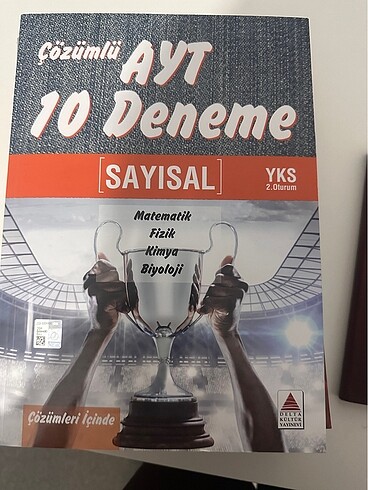 Çözümlü
AYT
10 Deneme
[SAYISAL]
YKS
2.Oturum
Matematik
Fizik
Kimya
Biyoloji
Çözümleri İçinde
DELTA
KÜLTÜR
YAYINEVİ